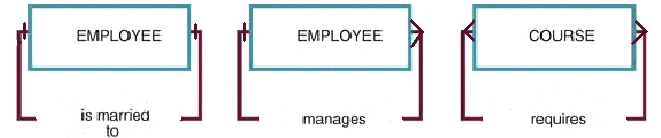 EMPLOYEE
is married
to
EMPLOYEE
manages
COURSE
requires